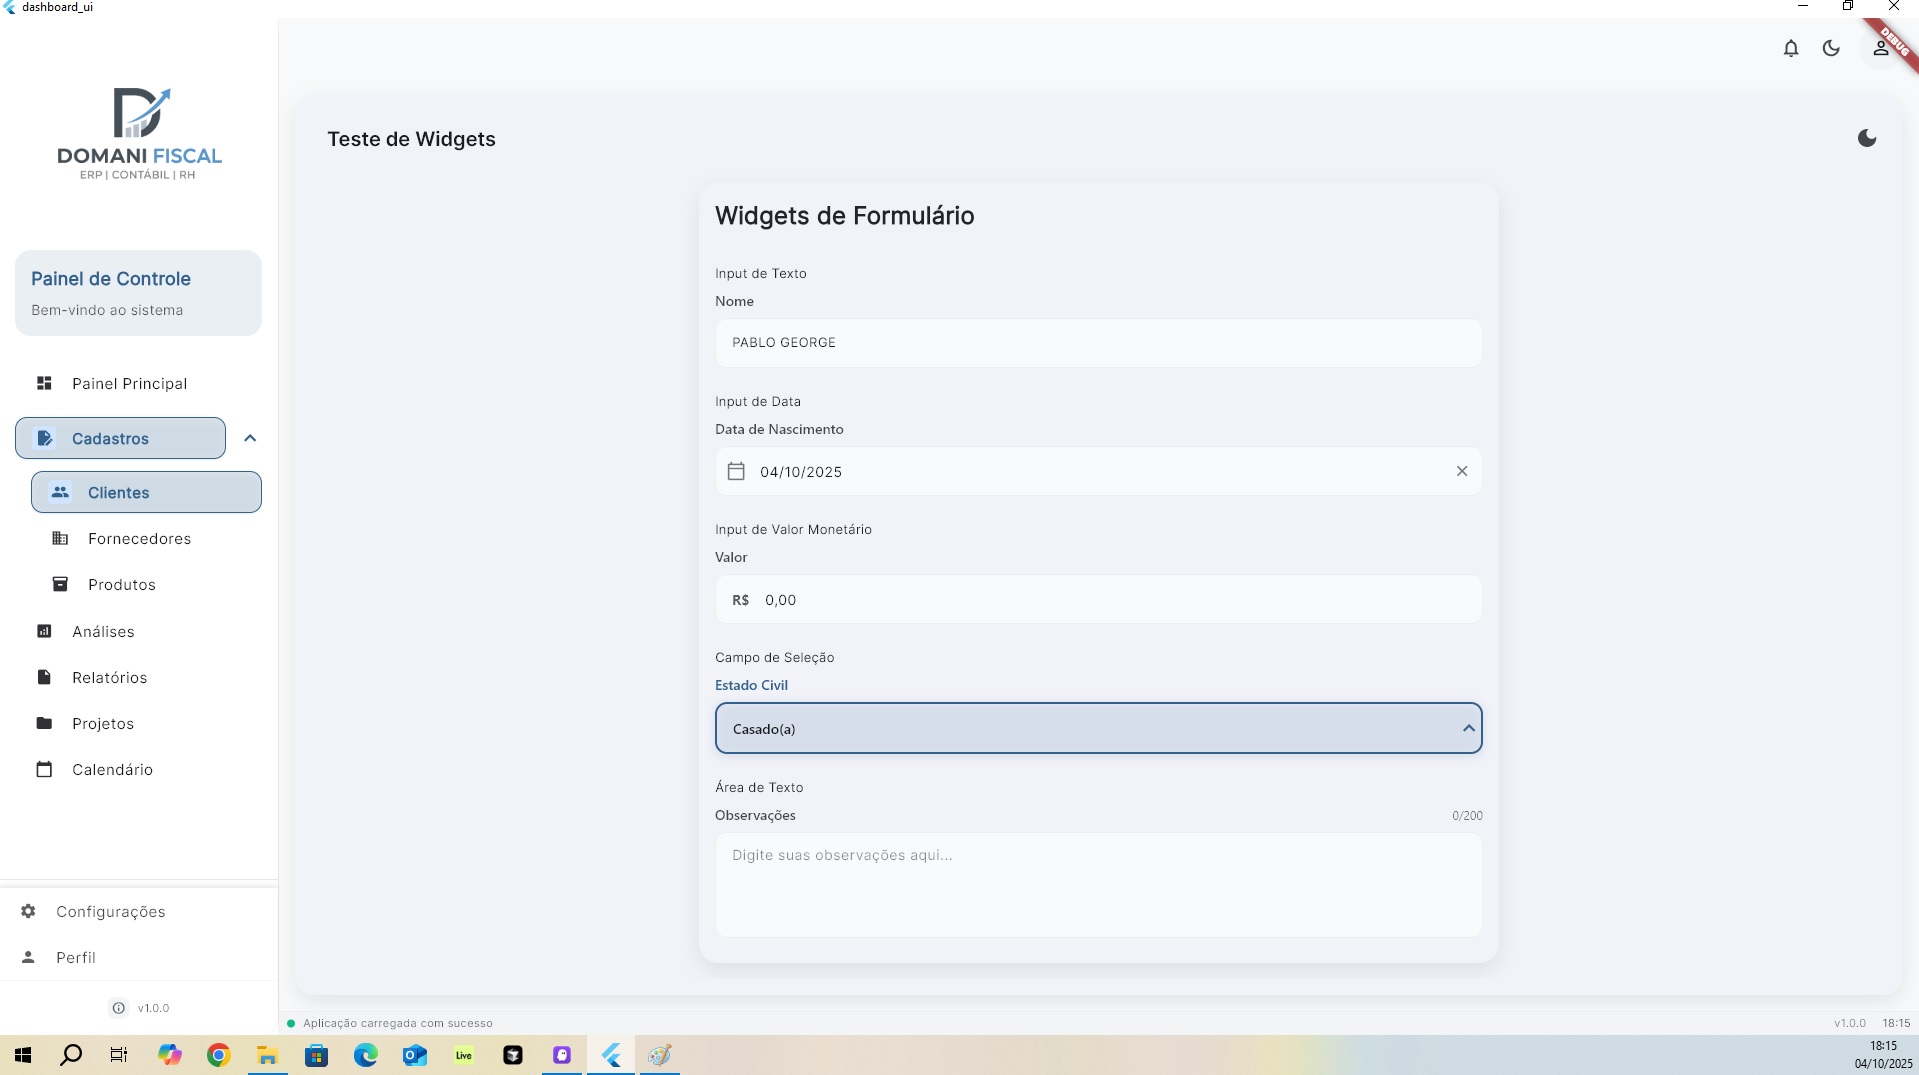 dashboard_ui
DEBUG
DOMANI FISCAL
ERP | CONTÁBIL | RH
Painel de Controle
Bem-vindo ao sistema
Painel Principal
Cadastros
Clientes
Fornecedores
Produtos
Análises
Relatórios
Projetos
Calendário
Configurações
Perfil
v1.0.0
Teste de Widgets
Widgets de Formulário
Input de Texto
Nome
PABLO GEORGE
Input de Data
Data de Nascimento
04/10/2025
Input de Valor Monetário
Valor
R$ 0,00
Campo de Seleção
Estado Civil
Casado(a)
Área de Texto
Observações 0/200
Digite suas observações aqui...
Aplicação carregada com sucesso v1.0.0 18:15
Live
18:15
04/10/2025